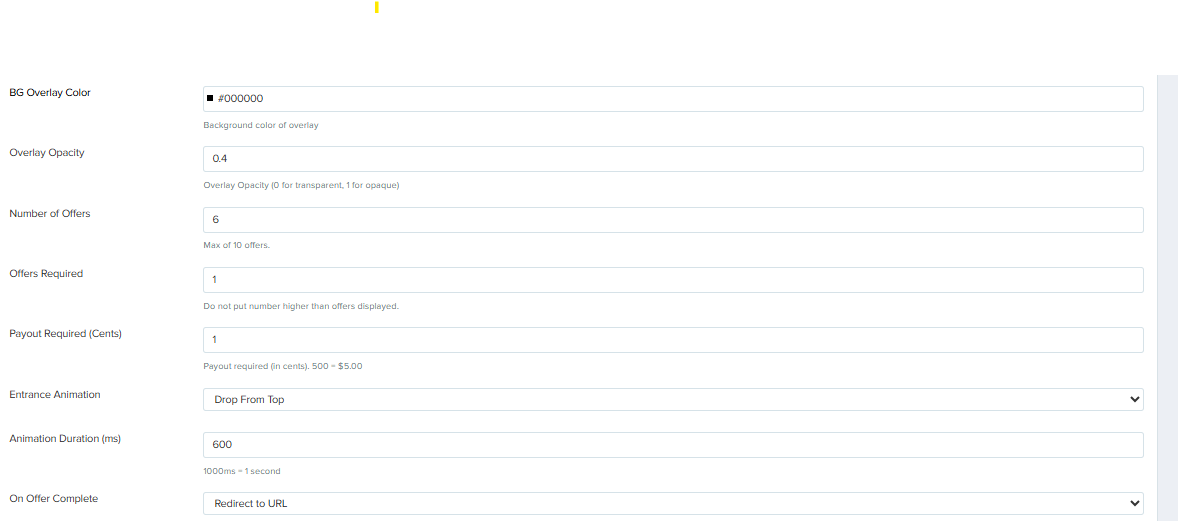 BG Overlay Color
#000000
Background color of overlay
Overlay Opacity
0.4
Overlay Opacity (0 for transparent, 1 for opaque)
Number of Offers
6
Max of 10 offers.
Offers Required
1
Do not put number higher than offers displayed.
Payout Required (Cents)
1
Payout required (in cents). 500 = $5.00
Entrance Animation
Drop From Top
Animation Duration (ms)
600
1000ms = 1 second
On Offer Complete
Redirect to URL